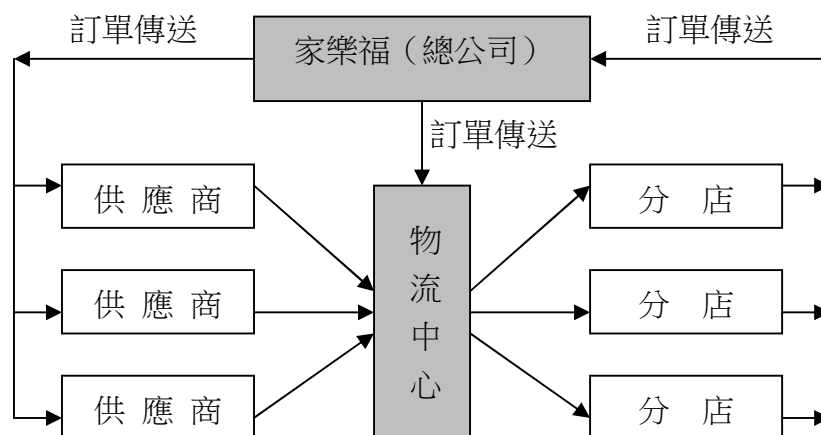 訂單傳送
家樂福（總公司）
訂單傳送
訂單傳送
供應商
物流中心
分店
供應商
分店
供應商
分店